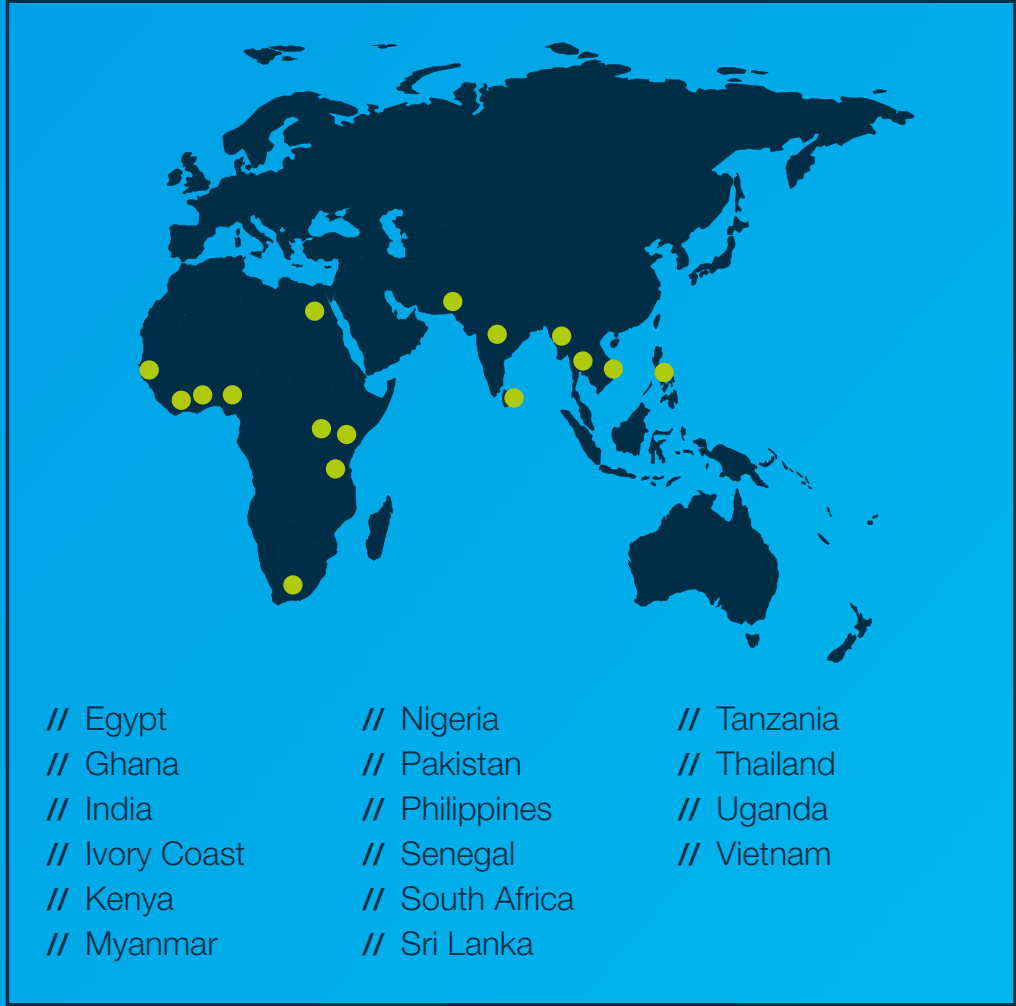 // Egypt
// Ghana
// India
// Ivory Coast
// Kenya
// Myanmar
// Nigeria
// Pakistan
// Philippines
// Senegal
// South Africa
// Sri Lanka
// Tanzania
// Thailand
// Uganda
// Vietnam